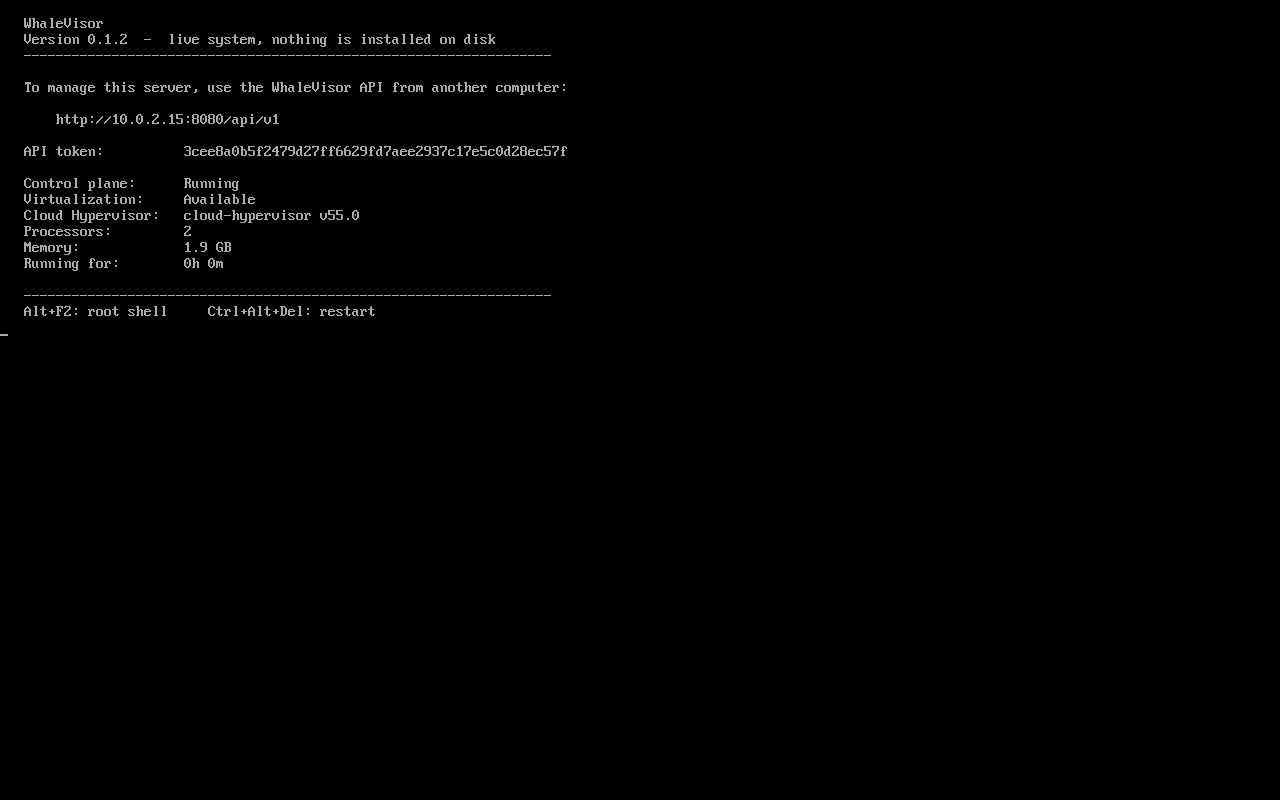 WhaleVisor
Version 0.1.2  -  live system, nothing is installed on disk
------------------------------------------------------------------
To manage this server, use the WhaleVisor API from another computer:
http://10.0.2.15:8080/api/v1
API token:          3cee8a0b5f2479d27ff6629fd7aee2937c17e5c0d28ec57f
Control plane:      Running
Virtualization:     Available
Cloud Hypervisor:   cloud-hypervisor v55.0
Processors:         2
Memory:             1.9 GB
Running for:        0h 0m
------------------------------------------------------------------
Alt+F2: root shell     Ctrl+Alt+Del: restart